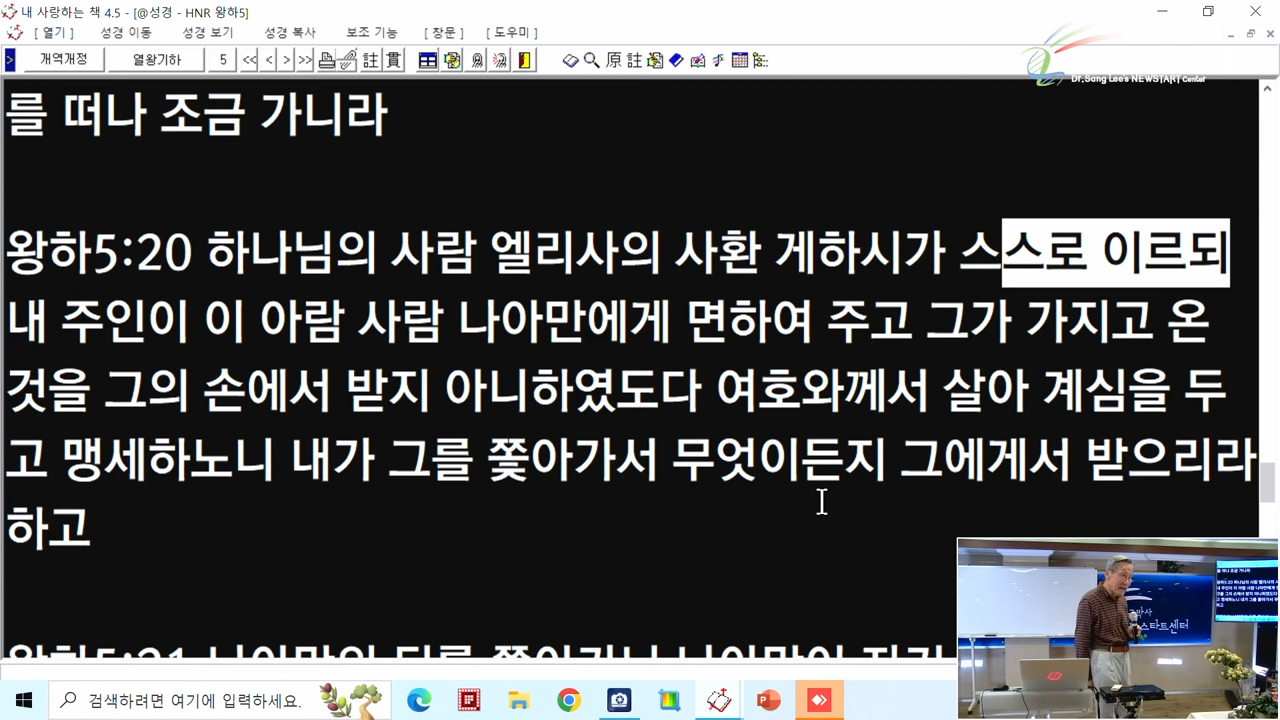 내 사랑하는 책 4.5 - [@성경 - HNR 왕하5]
[ 열기 ] 성경 이동 성경 보기 성경 복사 보조 기능 [ 창문 ] [ 도우미 ]
개역개정 열왕기하 5 << < > >> 註 貫 原 註
Dr.Sang Lee's NEWSTART Center
를 떠나 조금 가니라
왕하5:20 하나님의 사람 엘리사의 사환 게하시가 스스로 이르되
내 주인이 이 아람 사람 나아만에게 면하여 주고 그가 가지고 온
것을 그의 손에서 받지 아니하였도다 여호와께서 살아 계심을 두
고 맹세하노니 내가 그를 쫓아가서 무엇이든지 그에게서 받으리라
하고
검색하려면 여기에 입력하세요.